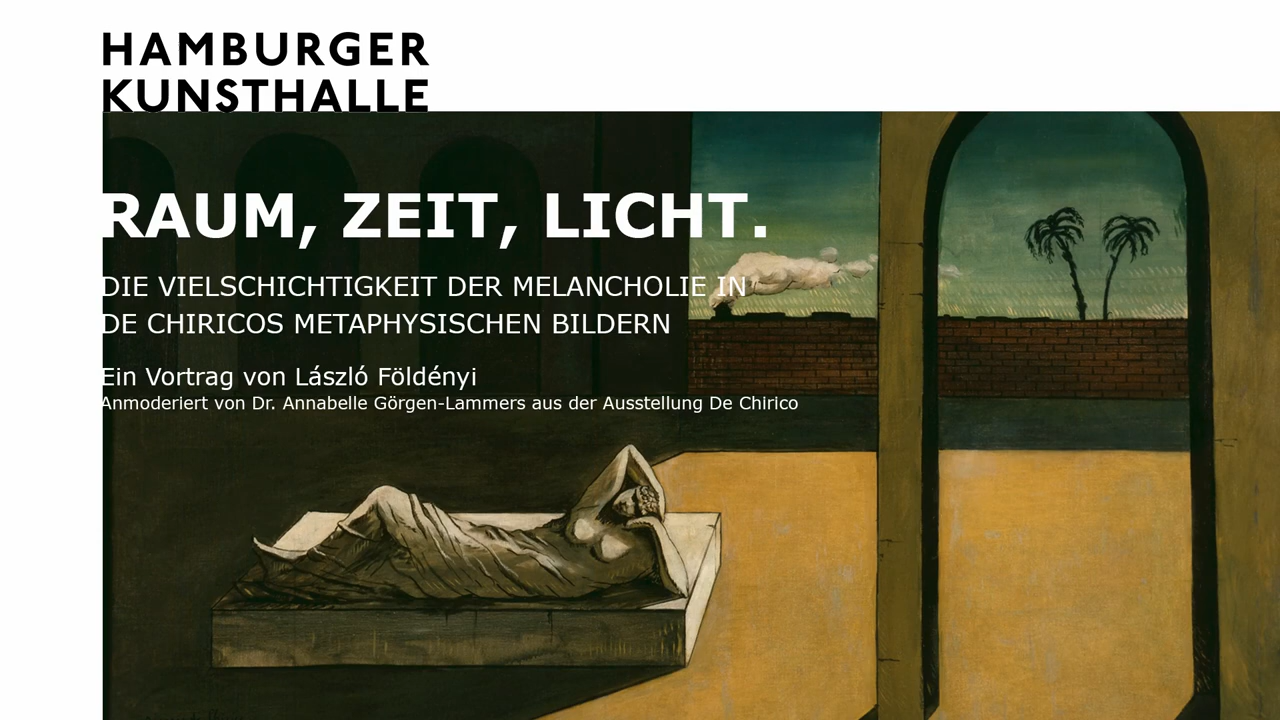 HAMBURGER
KUNSTHALLE
RAUM, ZEIT, LICHT.
DIE VIELSCHICHTIGKEIT DER MELANCHOLIE IN
DE CHIRICOS METAPHYSISCHEN BILDERN
Ein Vortrag von László Földényi
Anmoderiert von Dr. Annabelle Görgen-Lammers aus der Ausstellung De Chirico